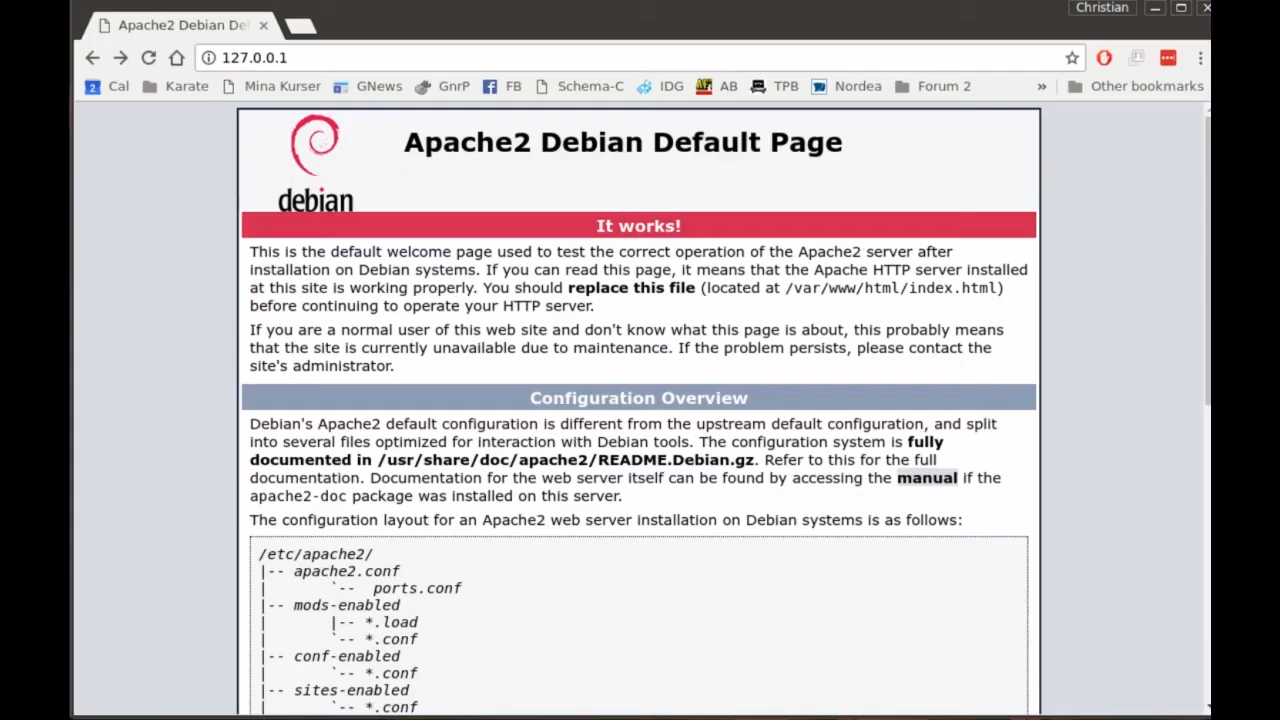 Christian
Apache2 Debian De
127.0.0.1
Cal Karate Mina Kurser GNews GnrP FB Schema-C IDG AB TPB Nordea Forum 2 » Other bookmarks
debian
Apache2 Debian Default Page
It works!
This is the default welcome page used to test the correct operation of the Apache2 server after
installation on Debian systems. If you can read this page, it means that the Apache HTTP server installed
at this site is working properly. You should replace this file (located at /var/www/html/index.html)
before continuing to operate your HTTP server.
If you are a normal user of this web site and don't know what this page is about, this probably means
that the site is currently unavailable due to maintenance. If the problem persists, please contact the
site's administrator.
Configuration Overview
Debian's Apache2 default configuration is different from the upstream default configuration, and split
into several files optimized for interaction with Debian tools. The configuration system is fully
documented in /usr/share/doc/apache2/README.Debian.gz. Refer to this for the full
documentation. Documentation for the web server itself can be found by accessing the manual if the
apache2-doc package was installed on this server.
The configuration layout for an Apache2 web server installation on Debian systems is as follows:
/etc/apache2/
|-- apache2.conf
|       `--  ports.conf
|-- mods-enabled
|       |-- *.load
|       `-- *.conf
|-- conf-enabled
|       `-- *.conf
|-- sites-enabled
|       `-- *.conf